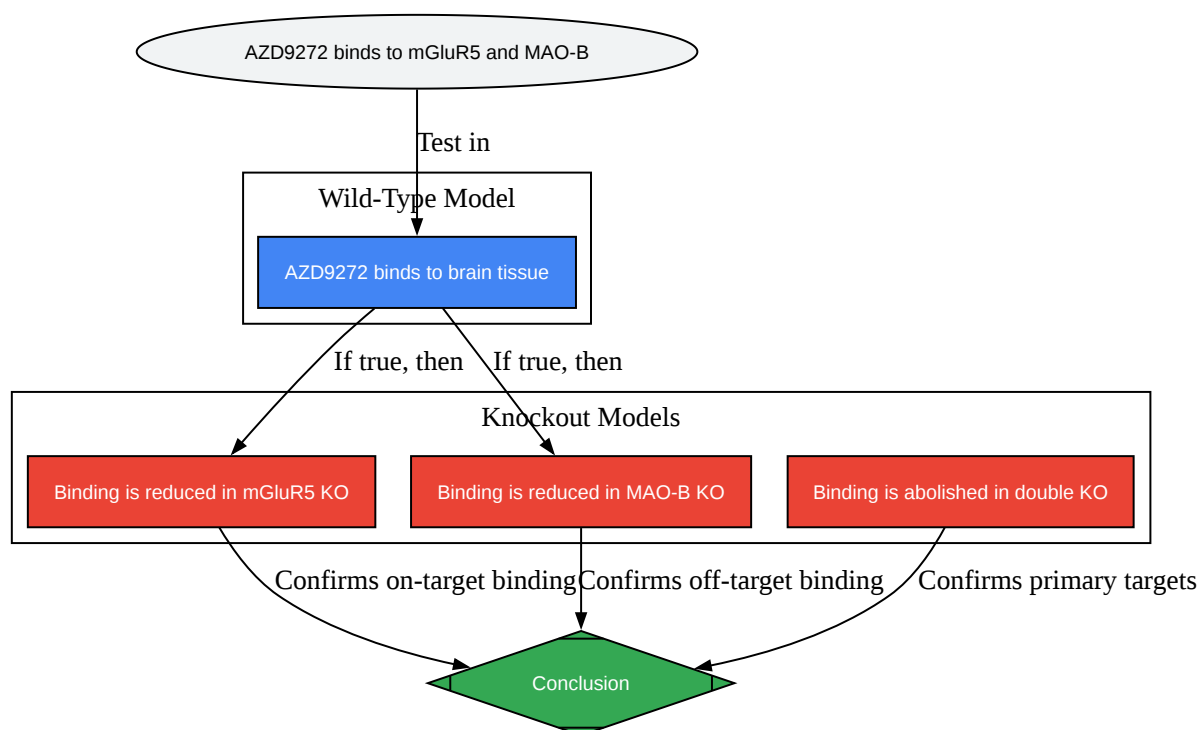 AZD9272 binds to mGluR5 and MAO-B
Test in
Wild-Type Model
AZD9272 binds to brain tissue
If true, then
If true, then
Knockout Models
Binding is reduced in mGluR5 KO
Binding is reduced in MAO-B KO
Binding is abolished in double KO
Confirms on-target binding
Confirms off-target binding
Confirms primary targets
Conclusion